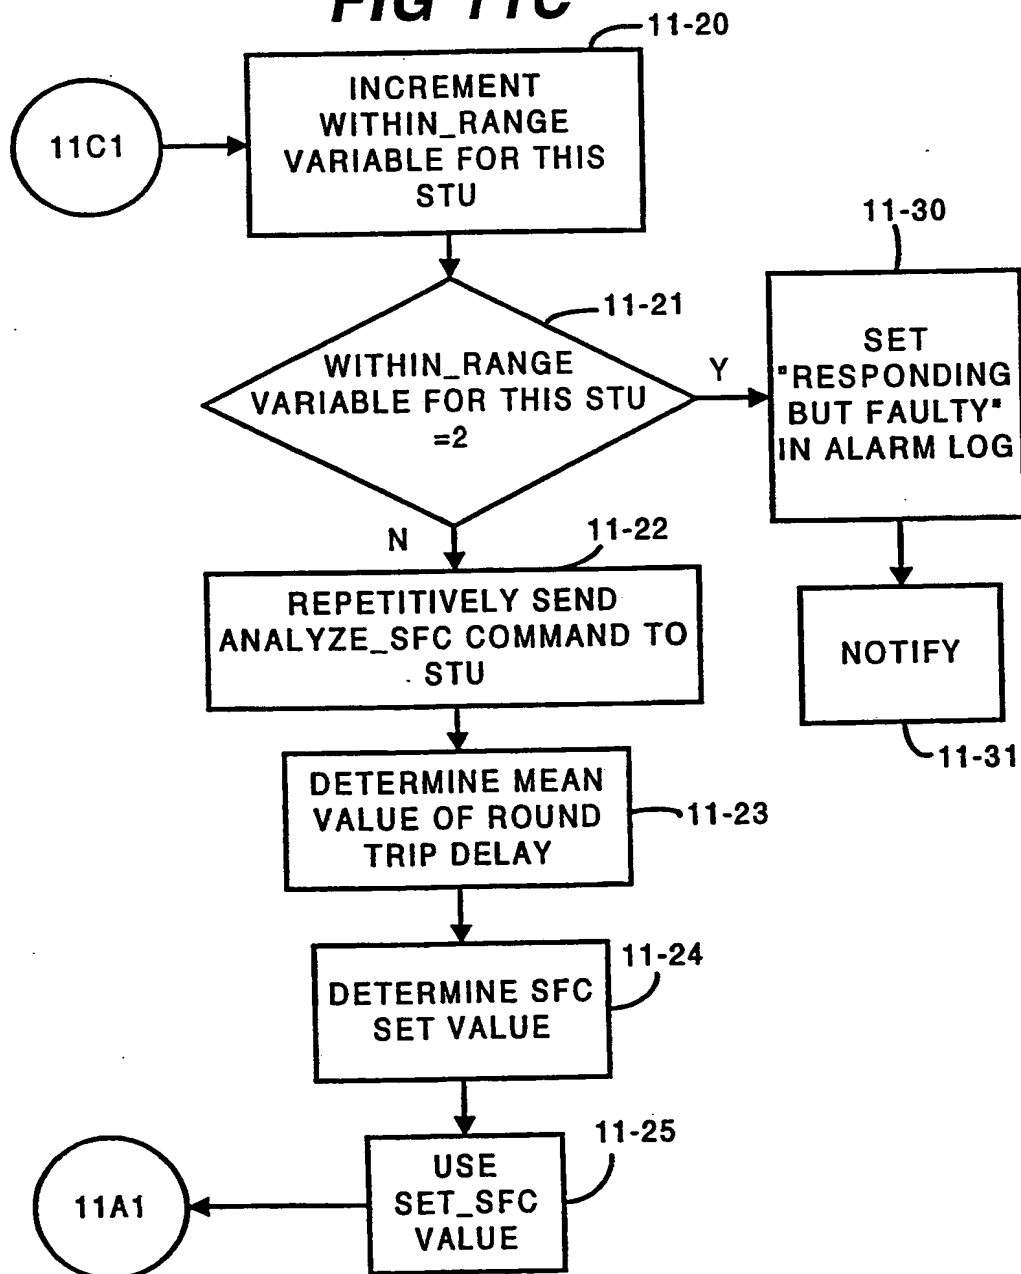 FIG 11C
11-20
INCREMENT
WITHIN_RANGE
VARIABLE FOR THIS
STU
11C1
11-30
11-21
WITHIN_RANGE
VARIABLE FOR THIS STU
=2
Y
SET
"RESPONDING
BUT FAULTY"
IN ALARM LOG
N
11-22
REPETITIVELY SEND
ANALYZE_SFC COMMAND TO
STU
NOTIFY
11-31
DETERMINE MEAN
VALUE OF ROUND
TRIP DELAY
11-23
11-24
DETERMINE SFC
SET VALUE
11-25
USE
SET_SFC
VALUE
11A1